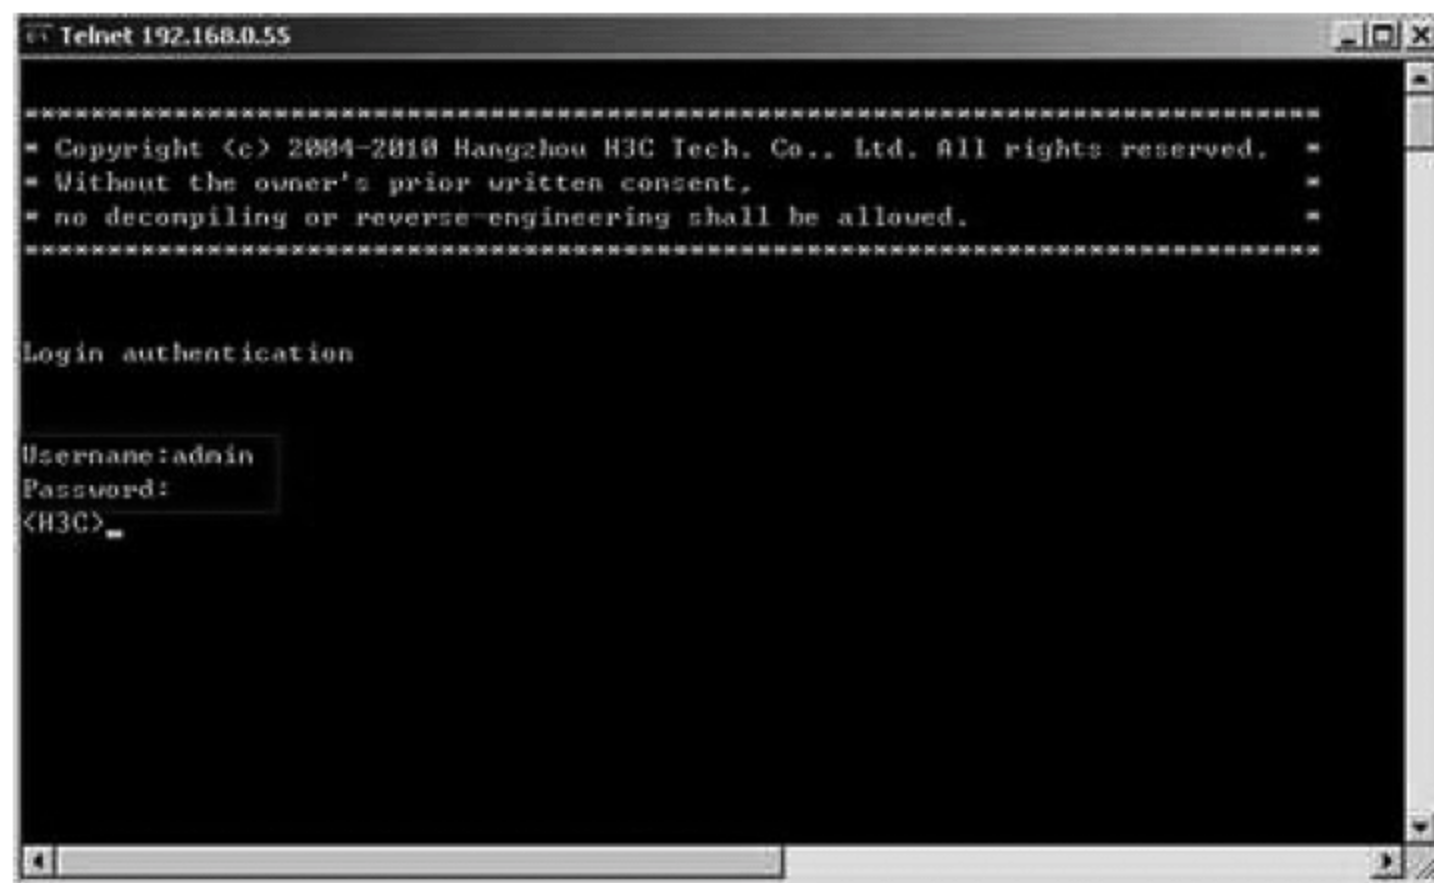 Telnet 192.168.0.55
******************************************************************************
* Copyright (c) 2004-2010 Hangzhou H3C Tech. Co., Ltd. All rights reserved.  *
* Without the owner's prior written consent,                                 *
* no decompiling or reverse-engineering shall be allowed.                    *
******************************************************************************
Login authentication
Username:admin
Password:
<H3C>